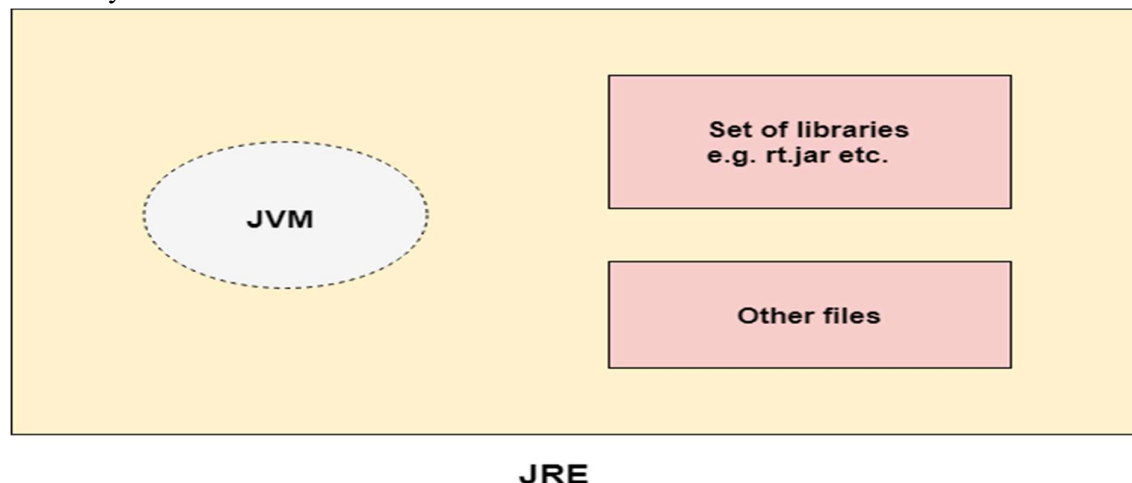 JVM
Set of libraries
e.g. rt.jar etc.
Other files
JRE